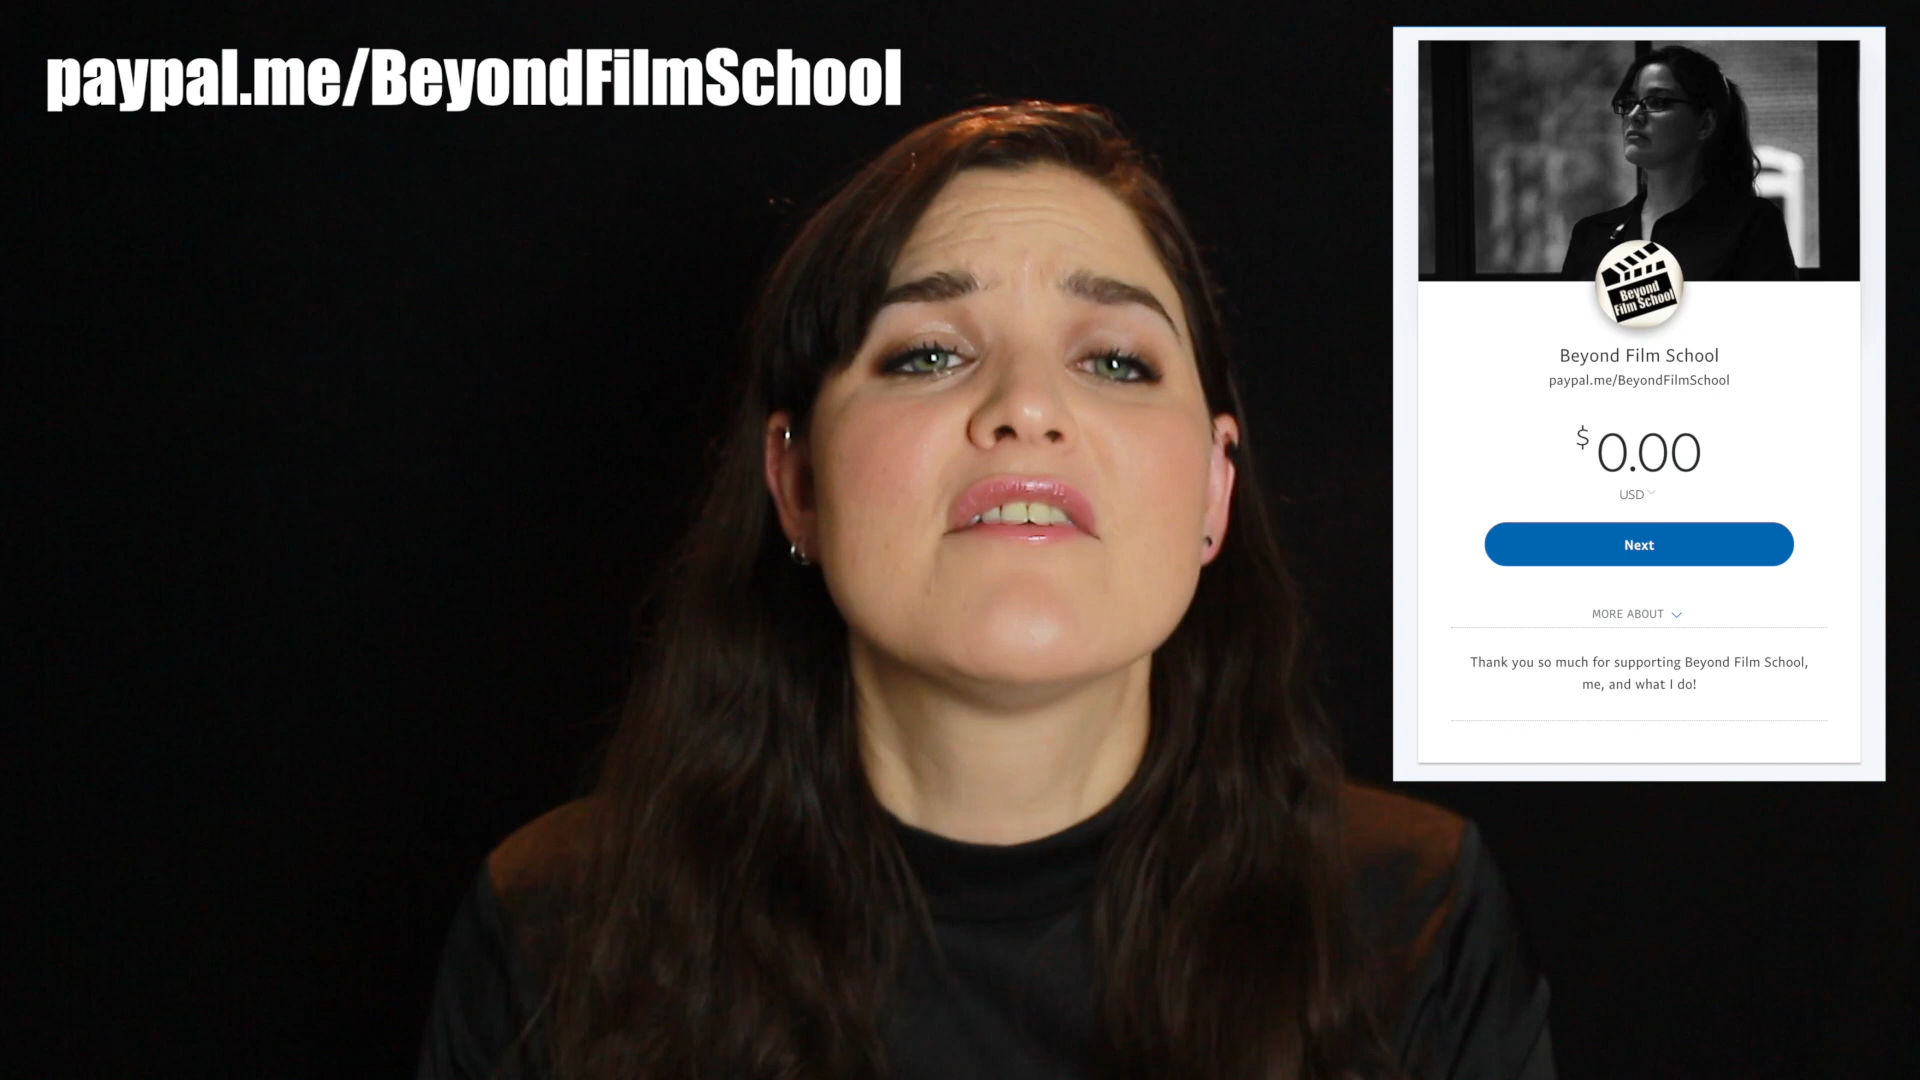 paypal.me/BeyondFilmSchool
Beyond
Film School
Beyond Film School
paypal.me/BeyondFilmSchool
$0.00
USD
Next
MORE ABOUT
Thank you so much for supporting Beyond Film School,
me, and what I do!